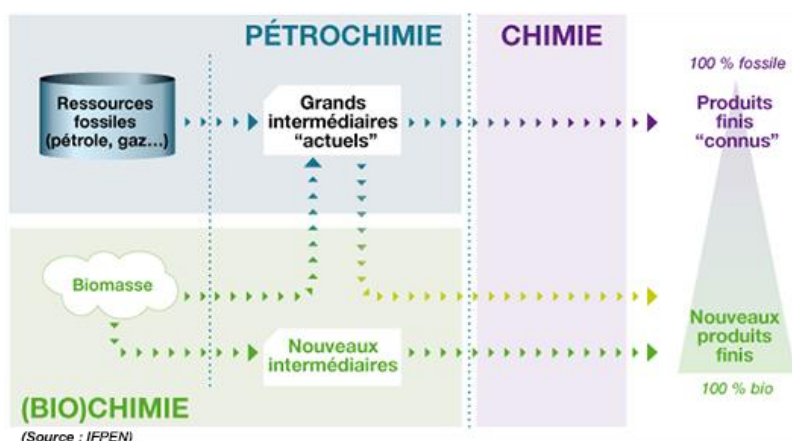 PÉTROCHIMIE
CHIMIE
100 % fossile
Ressources
fossiles
(pétrole, gaz...)
Grands
intermédiaires
“actuels”
Produits
finis
“connus”
Biomasse
Nouveaux
intermédiaires
Nouveaux
produits
finis
100 % bio
(BIO)CHIMIE
(Source : IFPEN)